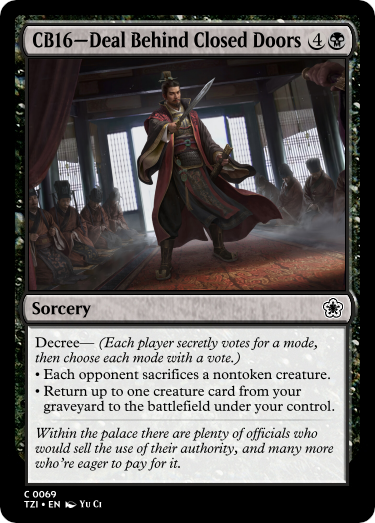 CB16—Deal Behind Closed Doors 4
Sorcery
Decree— (Each player secretly votes for a mode,
then choose each mode with a vote.)
• Each opponent sacrifices a nontoken creature.
• Return up to one creature card from your
graveyard to the battlefield under your control.
Within the palace there are plenty of officials who
would sell the use of their authority, and many more
who're eager to pay for it.
C 0069
TZI • EN Yu Ci